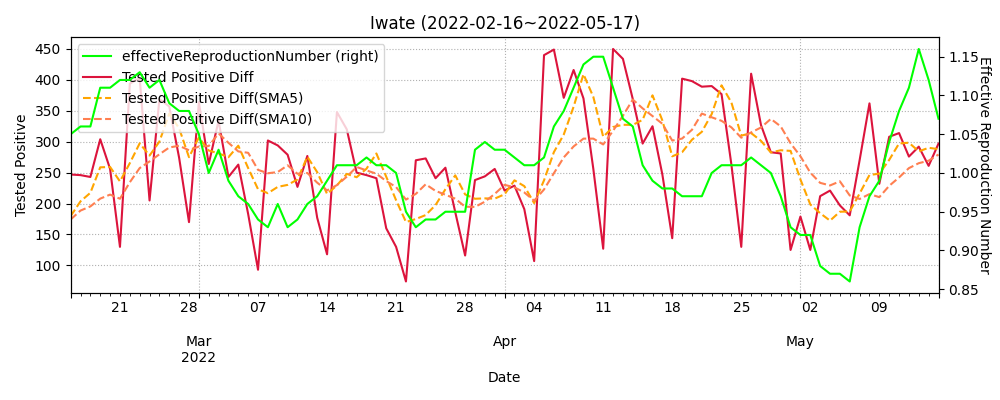 Iwate (2022-02-16~2022-05-17)
effectiveReproductionNumber (right)
Tested Positive Diff
Tested Positive Diff(SMA5)
Tested Positive Diff(SMA10)
Tested Positive
450
400
350
300
250
200
150
100
1.15
1.10
1.05
1.00
0.95
0.90
0.85
Effective Reproduction Number
21 28 07 14 21 28 04 11 18 25 02 09
Mar Apr May
2022
Date